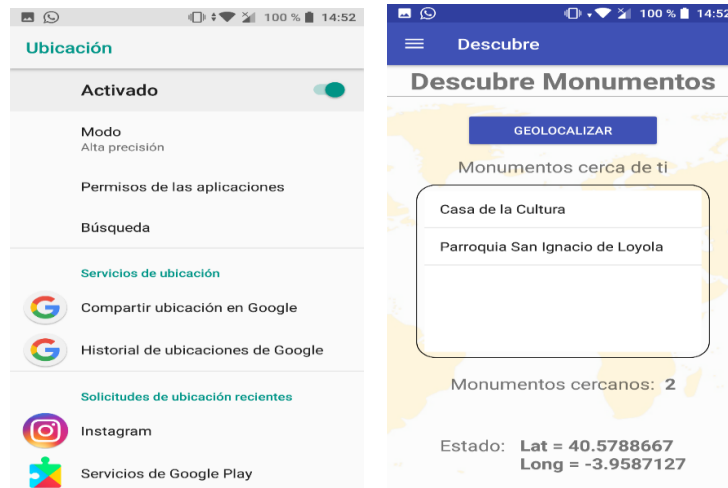 100 % 14:52
Ubicación
Activado
Modo
Alta precisión
Permisos de las aplicaciones
Búsqueda
Servicios de ubicación
Compartir ubicación en Google
Historial de ubicaciones de Google
Solicitudes de ubicación recientes
Instagram
Servicios de Google Play
100 % 14:52
Descubre
Descubre Monumentos
GEOLOCALIZAR
Monumentos cerca de ti
Casa de la Cultura
Parroquia San Ignacio de Loyola
Monumentos cercanos: 2
Estado: Lat = 40.5788667
Long = -3.9587127